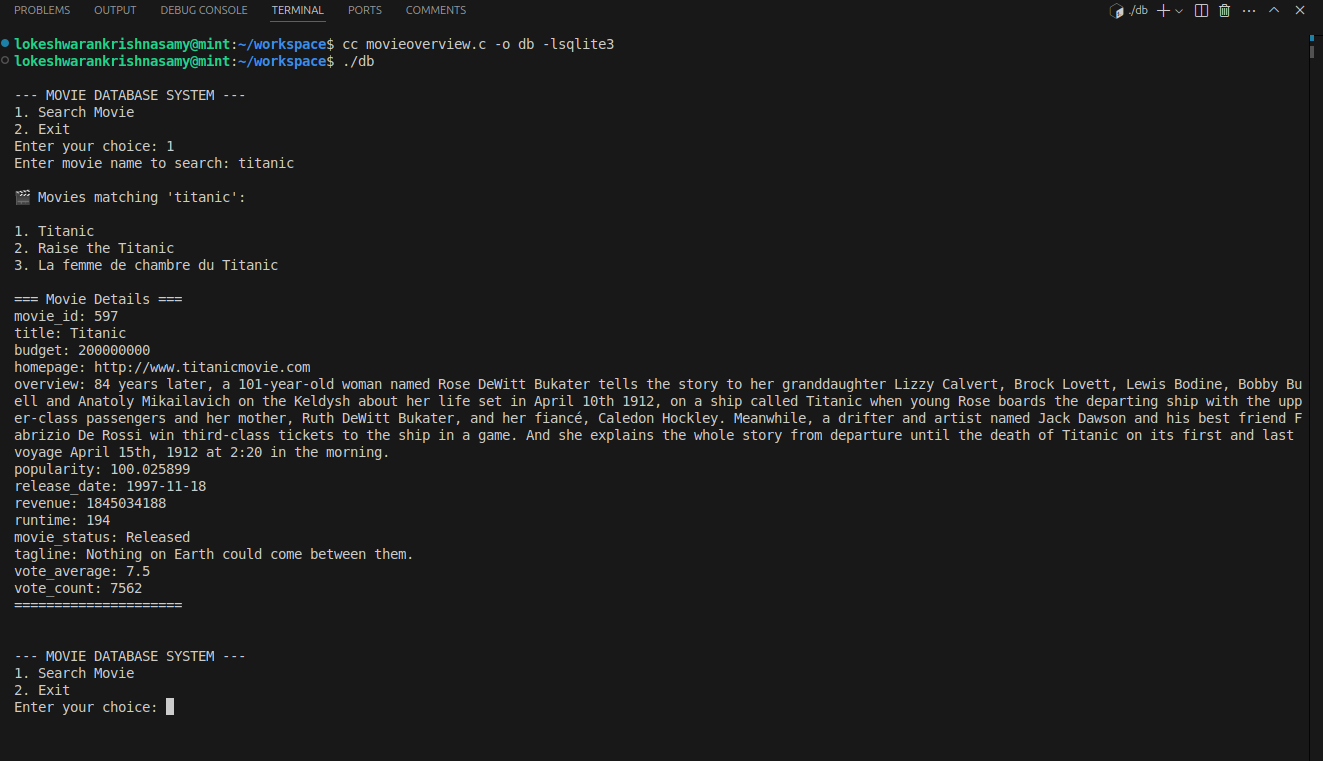 PROBLEMS OUTPUT DEBUG CONSOLE TERMINAL PORTS COMMENTS ./db
lokeshwarankrishnasamy@mint:~/workspace$ cc movieoverview.c -o db -lsqlite3
lokeshwarankrishnasamy@mint:~/workspace$ ./db
--- MOVIE DATABASE SYSTEM ---
1. Search Movie
2. Exit
Enter your choice: 1
Enter movie name to search: titanic
🎬 Movies matching 'titanic':
1. Titanic
2. Raise the Titanic
3. La femme de chambre du Titanic
=== Movie Details ===
movie_id: 597
title: Titanic
budget: 200000000
homepage: http://www.titanicmovie.com
overview: 84 years later, a 101-year-old woman named Rose DeWitt Bukater tells the story to her granddaughter Lizzy Calvert, Brock Lovett, Lewis Bodine, Bobby Bu
ell and Anatoly Mikailavich on the Keldysh about her life set in April 10th 1912, on a ship called Titanic when young Rose boards the departing ship with the upp
er-class passengers and her mother, Ruth DeWitt Bukater, and her fiancé, Caledon Hockley. Meanwhile, a drifter and artist named Jack Dawson and his best friend F
abrizio De Rossi win third-class tickets to the ship in a game. And she explains the whole story from departure until the death of Titanic on its first and last
voyage April 15th, 1912 at 2:20 in the morning.
popularity: 100.025899
release_date: 1997-11-18
revenue: 1845034188
runtime: 194
movie_status: Released
tagline: Nothing on Earth could come between them.
vote_average: 7.5
vote_count: 7562
=====================
--- MOVIE DATABASE SYSTEM ---
1. Search Movie
2. Exit
Enter your choice: